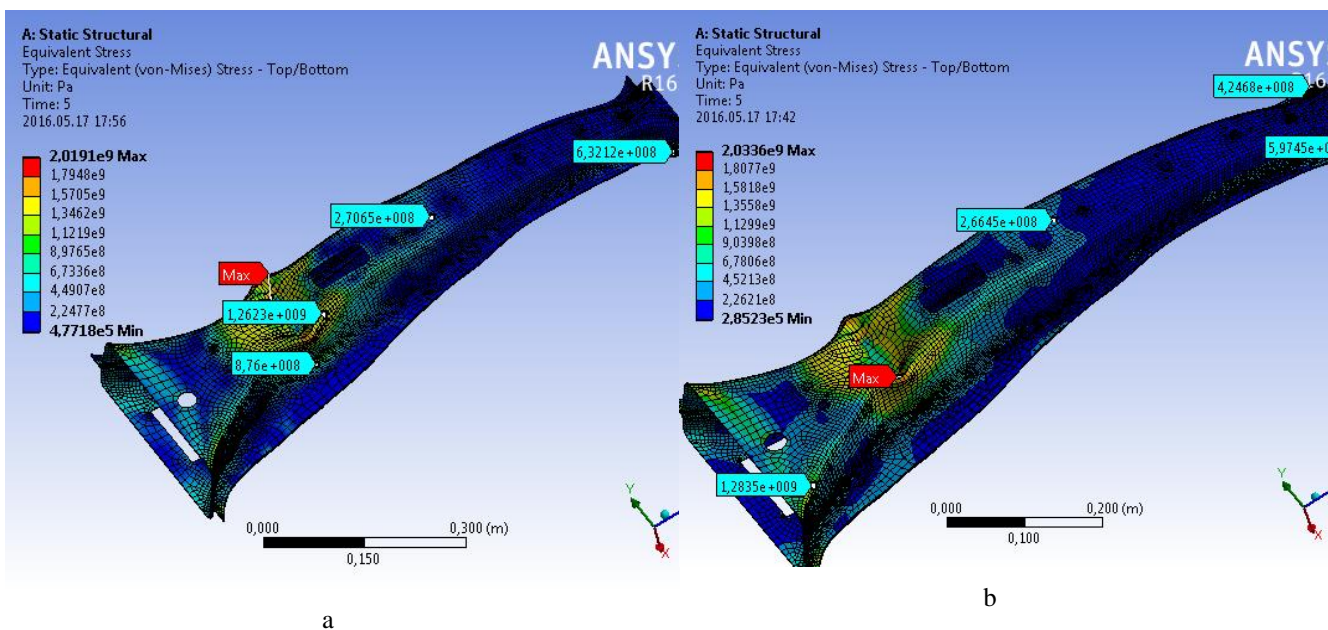 A: Static Structural
Equivalent Stress
Type: Equivalent (von-Mises) Stress - Top/Bottom
Unit: Pa
Time: 5
2016.05.17 17:56
ANSY
R16
2,0191e9 Max
1,7948e9
1,5705e9
1,3462e9
1,1219e9
8,9765e8
6,7336e8
4,4907e8
2,2477e8
4,7718e5 Min
6,3212e+008
2,7065e+008
Max
1,2623e+009
8,76e+008
Y
X
0,000
0,300 (m)
0,150
a
A: Static Structural
Equivalent Stress
Type: Equivalent (von-Mises) Stress - Top/Bottom
Unit: Pa
Time: 5
2016.05.17 17:42
ANSY
R16
2,0336e9 Max
1,8077e9
1,5818e9
1,3558e9
1,1299e9
9,0398e8
6,7806e8
4,5213e8
2,2621e8
2,8523e5 Min
4,2468e+008
5,9745e+0
2,6645e+008
Max
1,2835e+009
Y
X
0,000
0,200 (m)
0,100
b